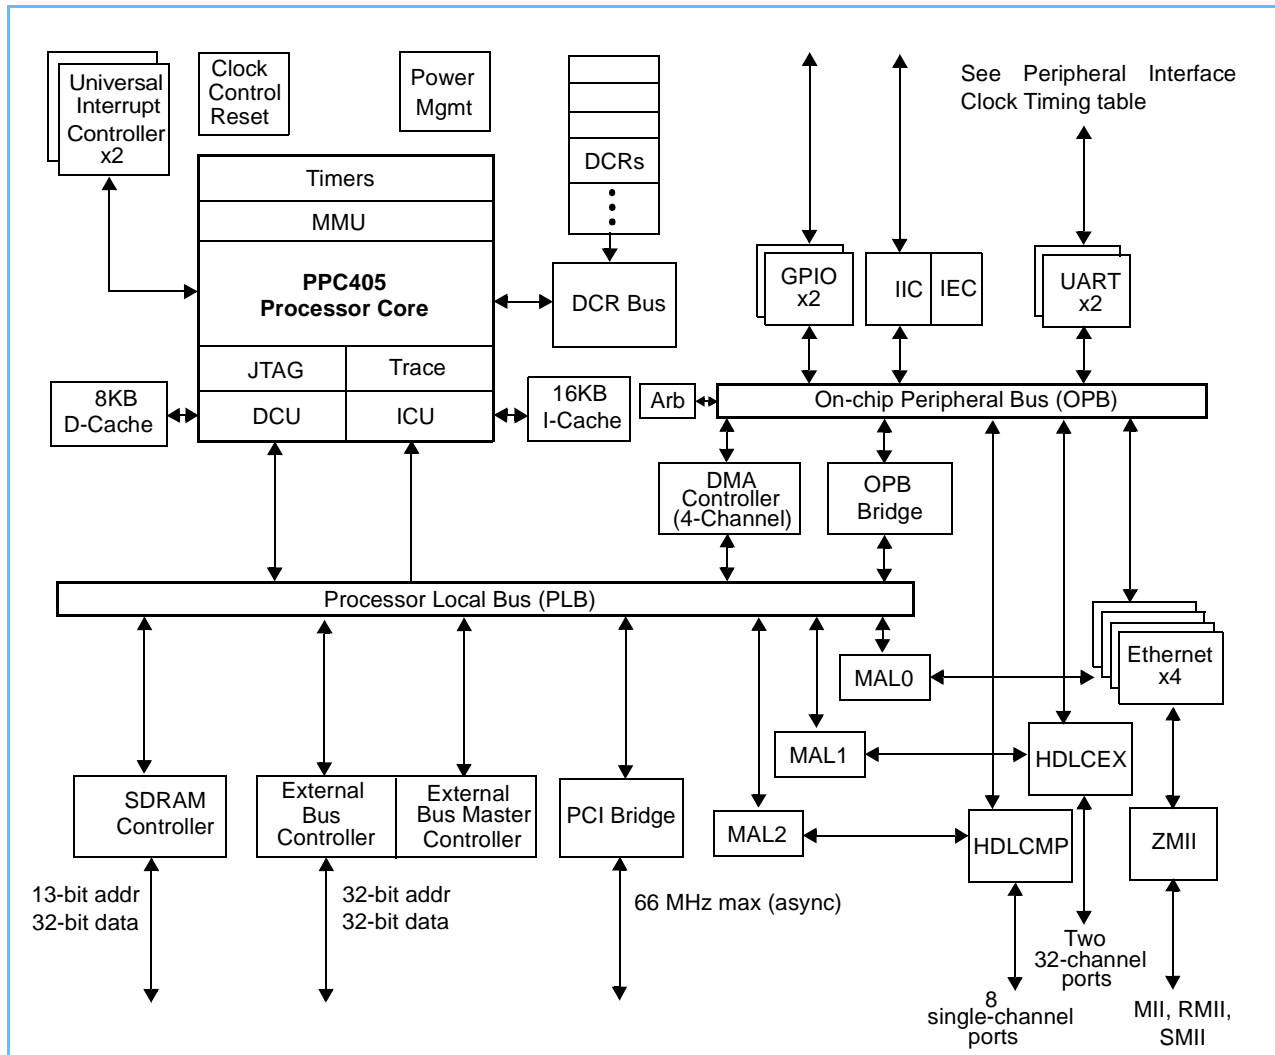 Universal
Interrupt
Controller
x2
Clock
Control
Reset
Power
Mgmt
DCRs
See Peripheral Interface
Clock Timing table
Timers
MMU
PPC405
Processor Core
JTAG
Trace
DCU
ICU
8KB
D-Cache
16KB
I-Cache
DCR Bus
GPIO
x2
IIC
IEC
UART
x2
Arb
On-chip Peripheral Bus (OPB)
DMA
Controller
(4-Channel)
OPB
Bridge
Processor Local Bus (PLB)
MAL0
Ethernet
x4
MAL1
HDLCEX
MAL2
HDLCMP
ZMII
SDRAM
Controller
External
Bus
Controller
External
Bus Master
Controller
PCI Bridge
13-bit addr
32-bit data
32-bit addr
32-bit data
66 MHz max (async)
Two
32-channel
ports
8
single-channel
ports
MII, RMII,
SMII